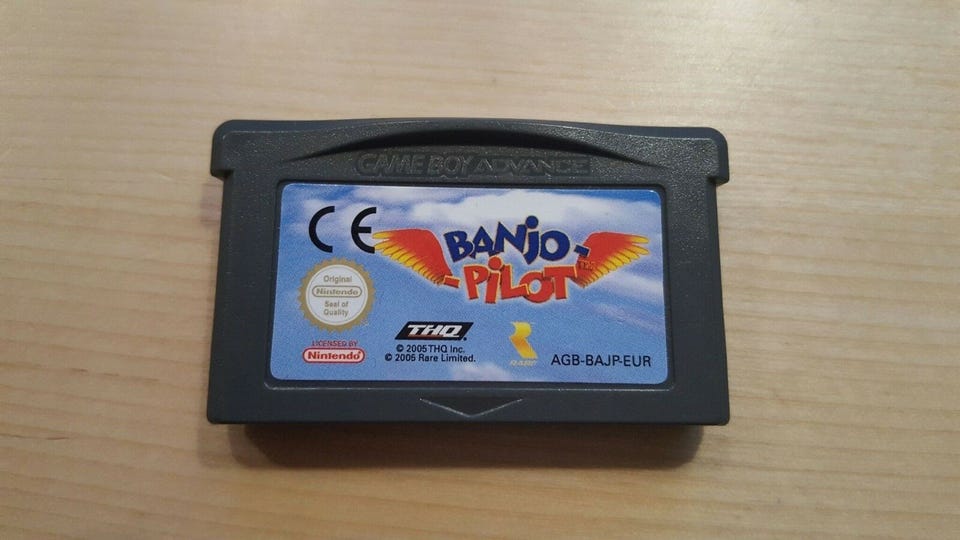 GAME BOY ADVANCE
CE
BANJO-
-PILOT
TM
Original
Nintendo
Seal of
Quality
LICENSED BY
Nintendo
THQ
© 2005 THQ Inc.
© 2005 Rare Limited.
RARE
AGB-BAJP-EUR